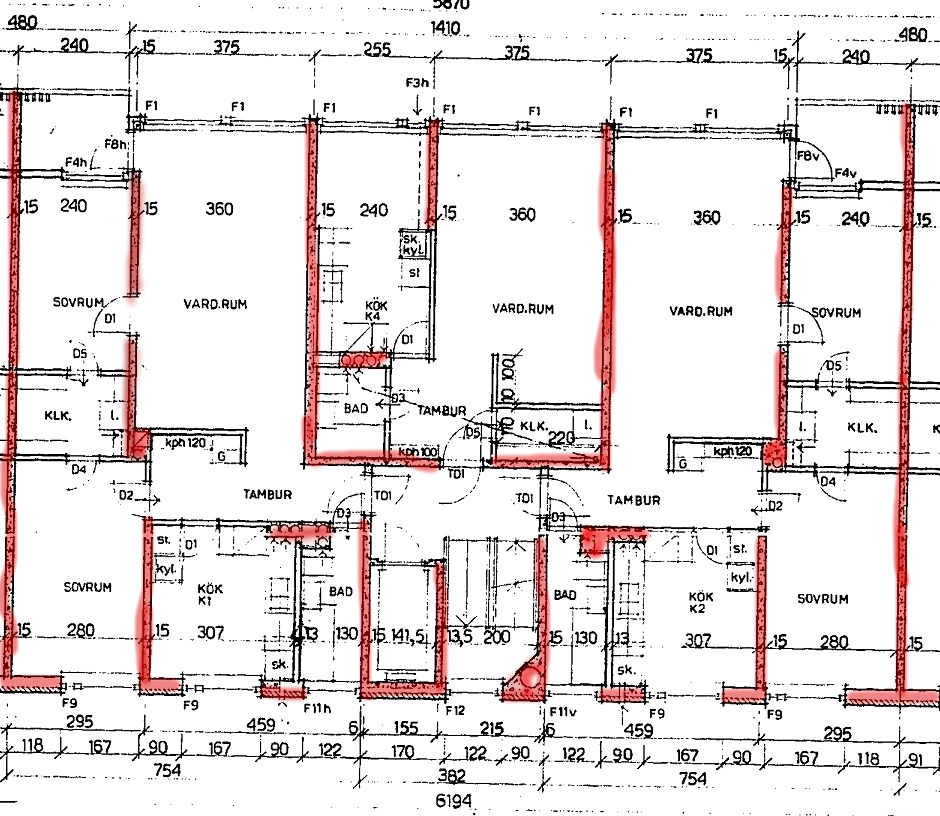 5870
480 1410 480
240 15 375 255 375 375 15 240
F3h
F1 F1 F1 F1 F1 F1 F1
F8h F8v
F4h F4v
15 240 15 360 15 240 15 360 15 360 15 240 15
sk.
kyl.
st
SOVRUM VARD.RUM KÖK VARD.RUM VARD.RUM SOVRUM
K4
D1 D1 D1
D5 D5
10 100
KLK. l. BAD D3 TAMBUR 110 KLK. l. l. KLK. K
D5 220
kph 120 kph 100 kph 120
G G
D4 TD1 D4
D2 TAMBUR TD1 TD1 TAMBUR D2
D3 D3
st. D1 D1 st.
kyl. kyl.
SOVRUM KÖK BAD BAD KÖK SOVRUM
K1 K2
15 280 15 307 13 130 15 141,5 13,5 200 15 130 13 307 15 280 15
sk. sk.
F9 F9 F11h F12 F11v F9 F9
295 459 6 155 215 6 459 295
118 167 90 167 90 122 170 122 90 122 90 167 90 167 118 91
754 382 754
6194